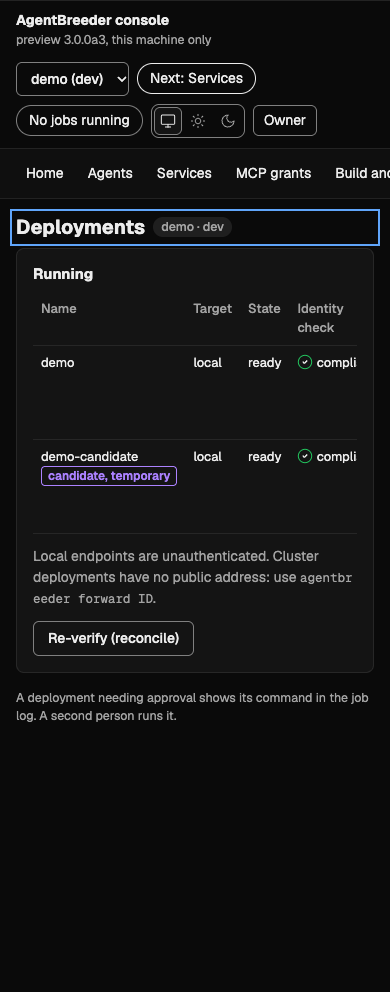 AgentBreeder console
preview 3.0.0a3, this machine only
demo (dev)
Next: Services
No jobs running
Owner
Home Agents Services MCP grants Build and
Deployments demo · dev
Running
Name Target State Identity check
demo local ready compli
demo-candidate local ready compli
candidate, temporary
Local endpoints are unauthenticated. Cluster
deployments have no public address: use agentbr
eeder forward ID.
Re-verify (reconcile)
A deployment needing approval shows its command in the job
log. A second person runs it.